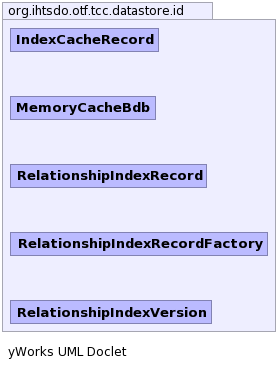 org.ihtsdo.otf.tcc.datastore.id
IndexCacheRecord
MemoryCacheBdb
RelationshipIndexRecord
RelationshipIndexRecordFactory
RelationshipIndexVersion
yWorks UML Doclet